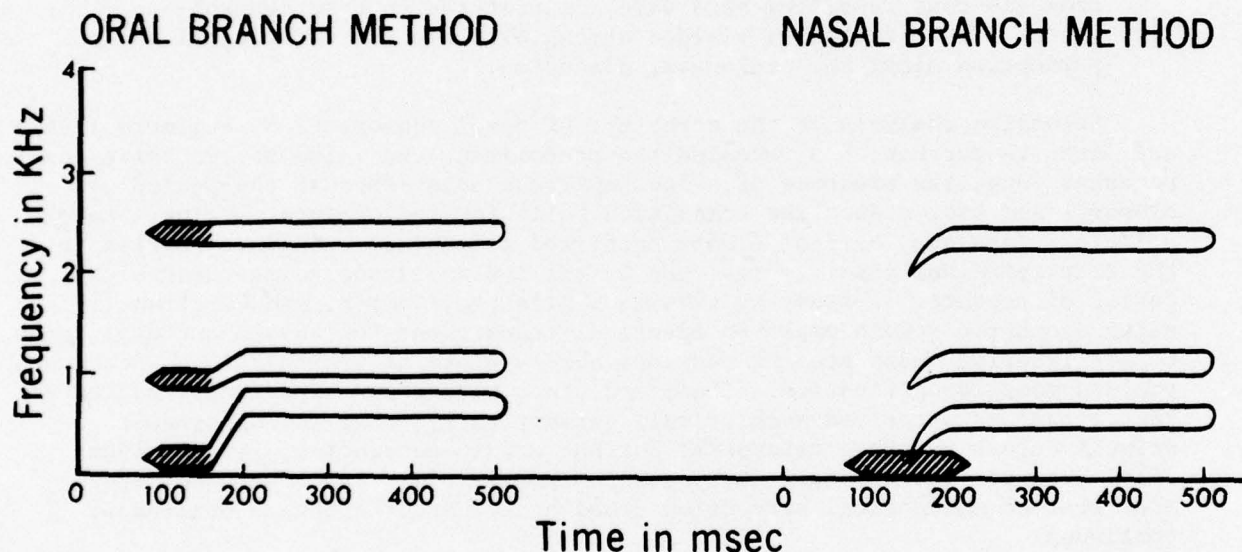 ORAL BRANCH METHOD
NASAL BRANCH METHOD
Frequency in KHz
4
3
2
1
0 100 200 300 400 500
0 100 200 300 400 500
Time in msec